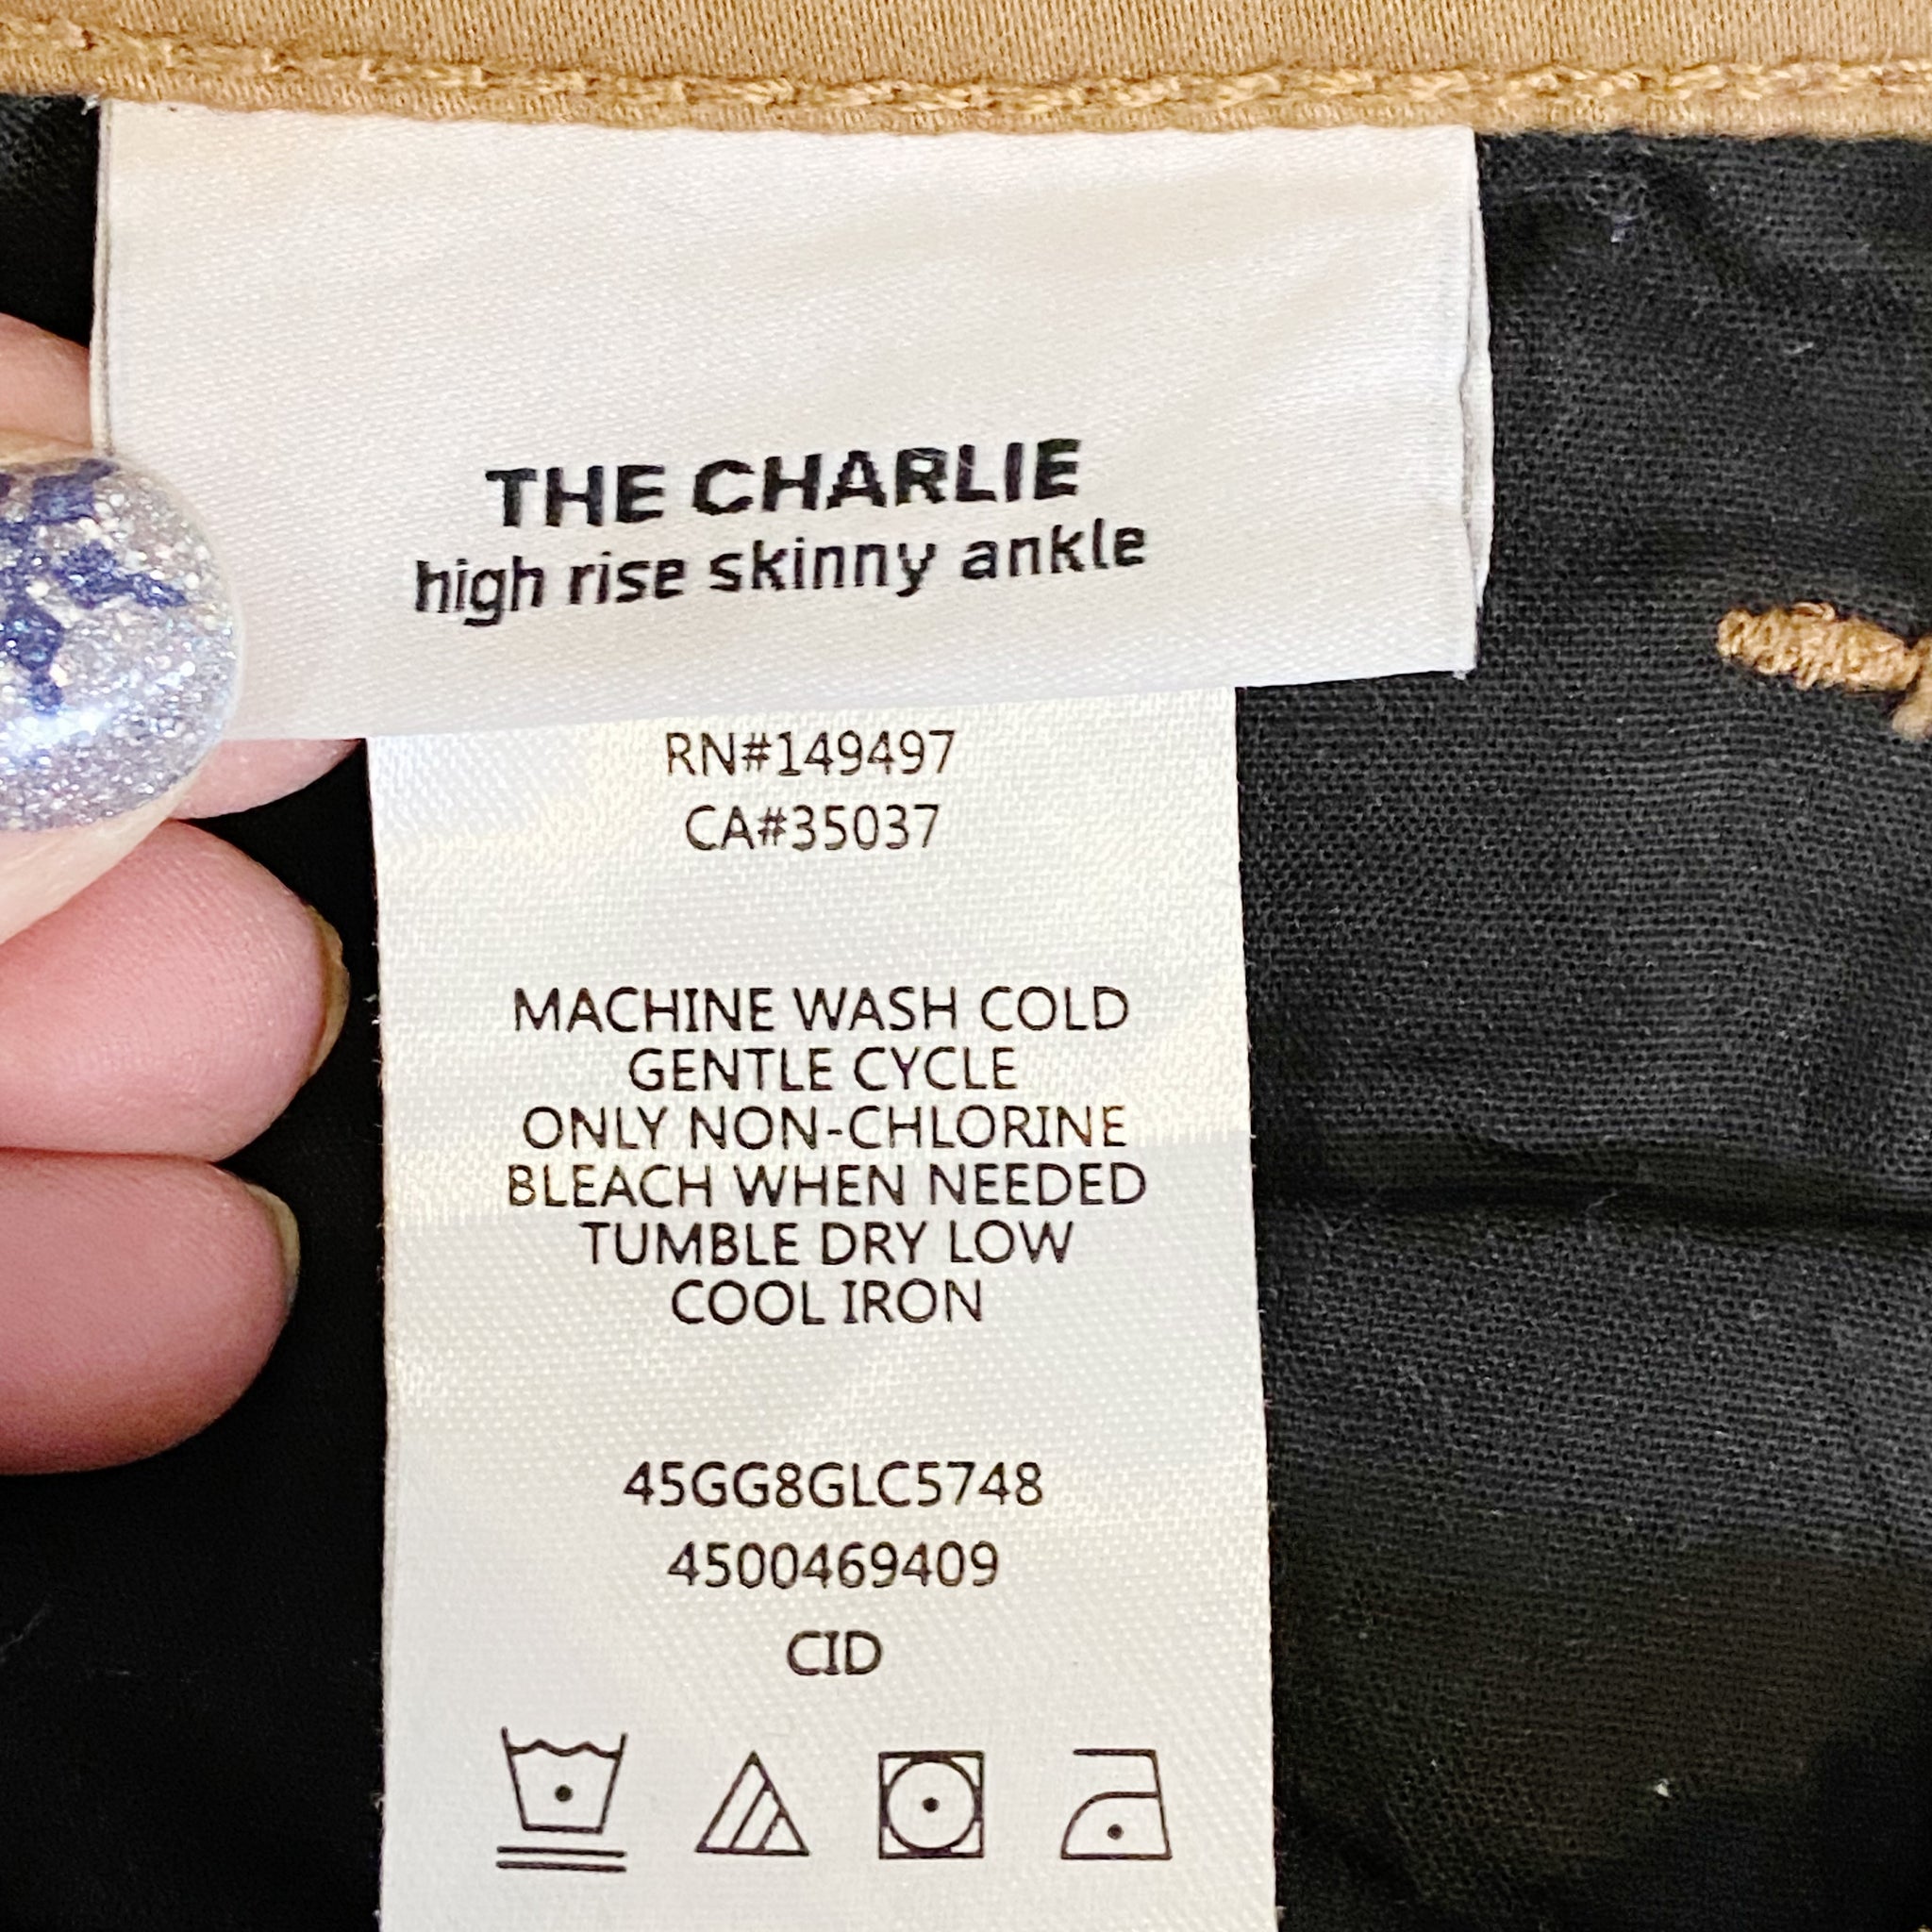 THE CHARLIE
high rise skinny ankle
RN#149497
CA#35037
MACHINE WASH COLD
GENTLE CYCLE
ONLY NON-CHLORINE
BLEACH WHEN NEEDED
TUMBLE DRY LOW
COOL IRON
45GG8GLC5748
4500469409
CID